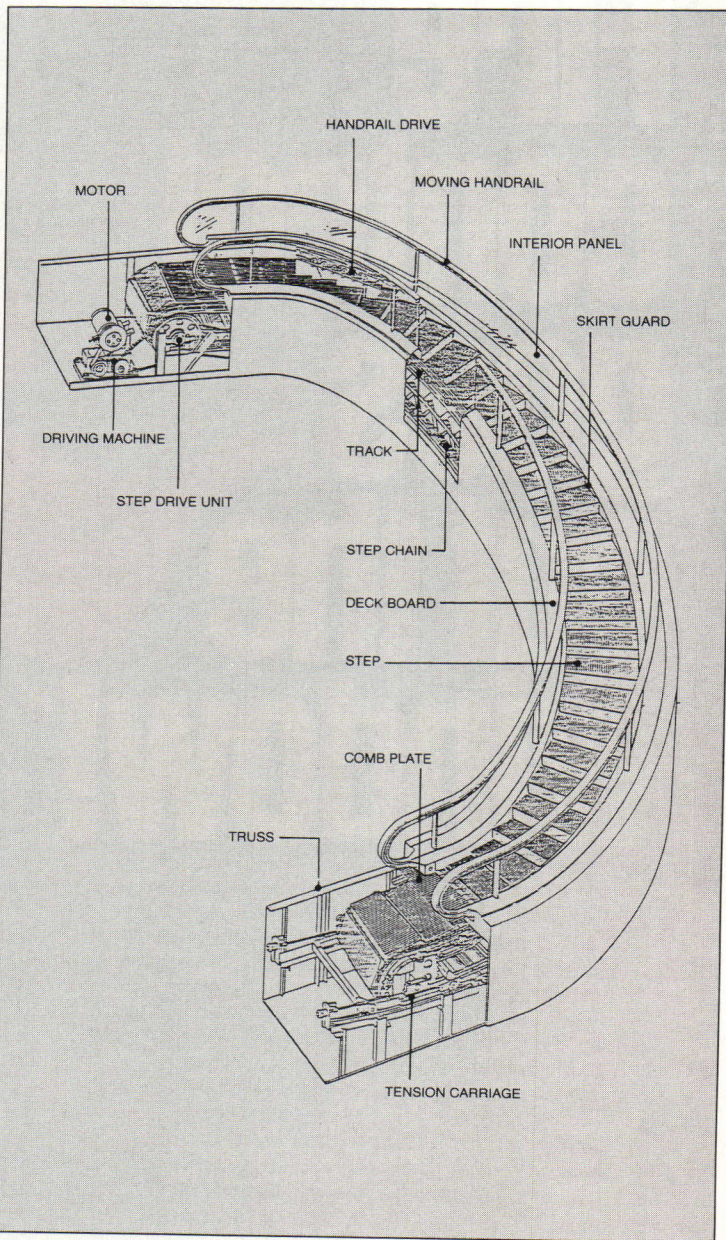 HANDRAIL DRIVE
MOTOR
MOVING HANDRAIL
INTERIOR PANEL
SKIRT GUARD
DRIVING MACHINE
TRACK
STEP DRIVE UNIT
STEP CHAIN
DECK BOARD
STEP
COMB PLATE
TRUSS
TENSION CARRIAGE